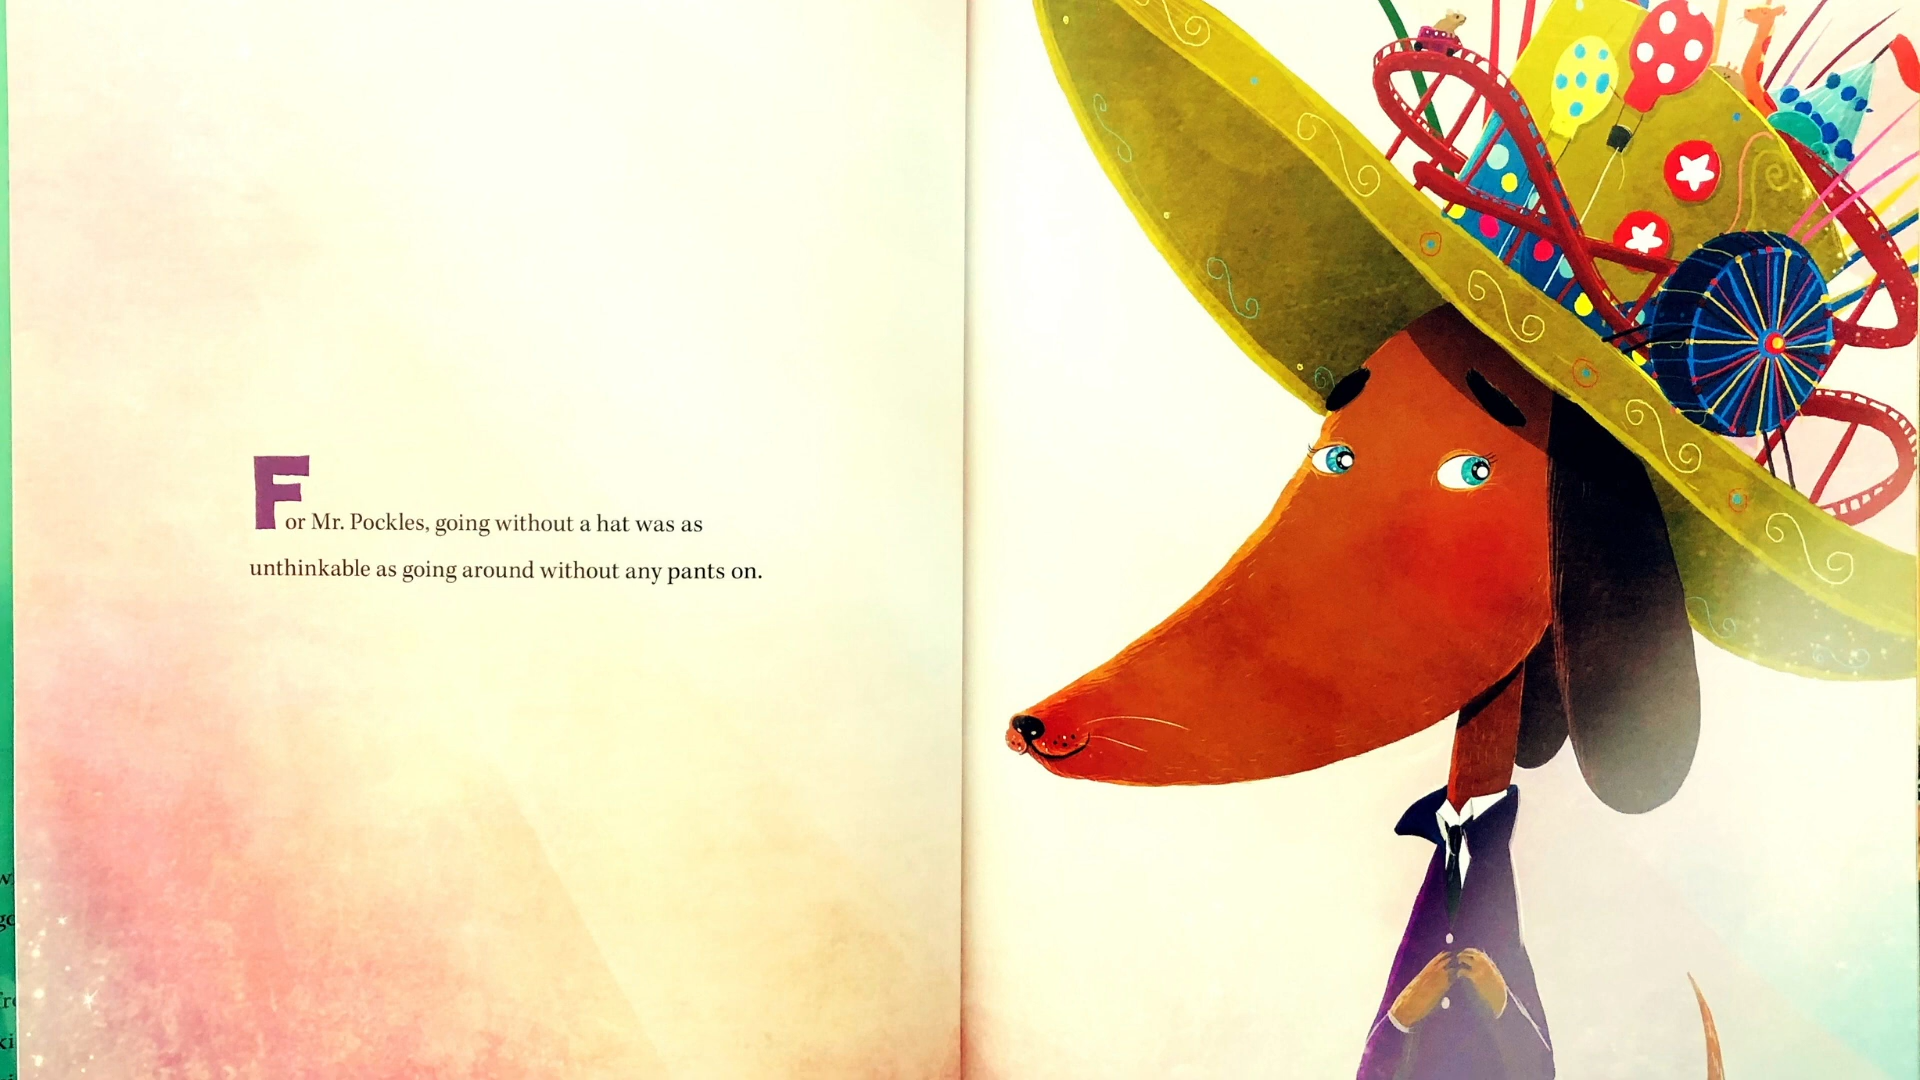 For Mr. Pockles, going without a hat was as
unthinkable as going around without any pants on.